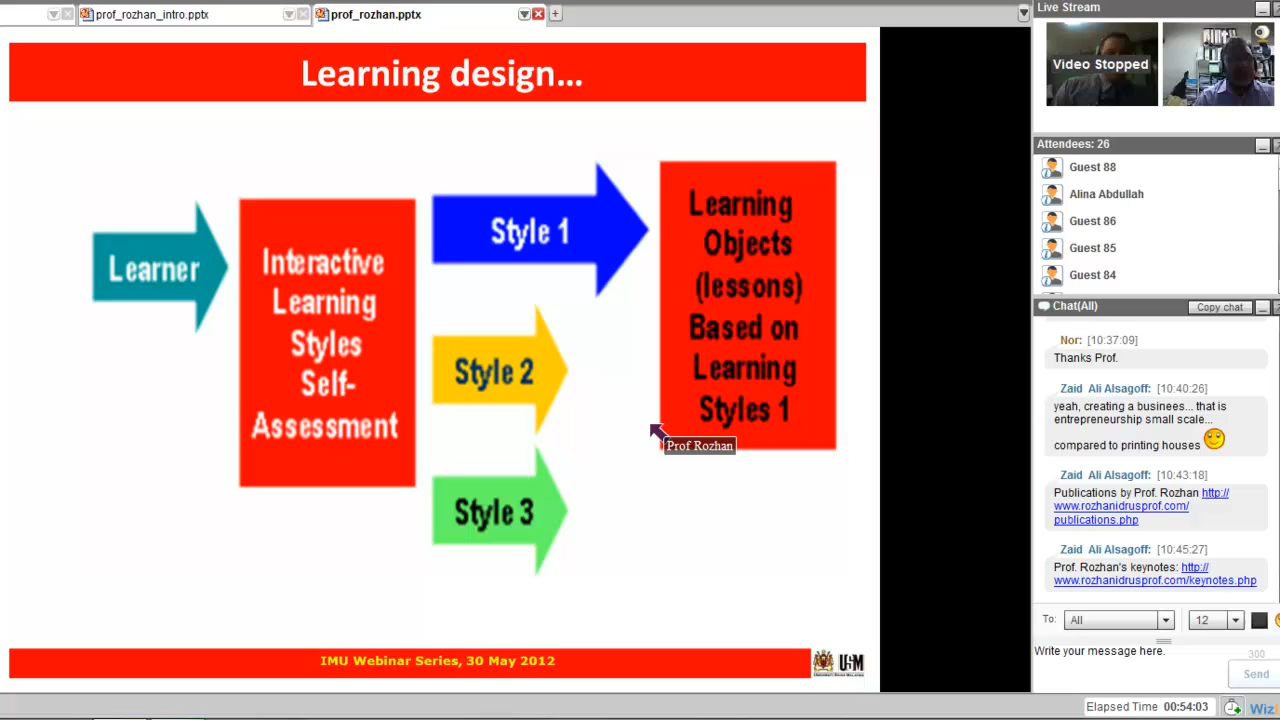 prof_rozhan_intro.pptx
prof_rozhan.pptx
Learning design...
Learner
Interactive
Learning
Styles
Self-
Assessment
Style 1
Style 2
Style 3
Learning
Objects
(lessons)
Based on
Learning
Styles 1
Prof Rozhan
IMU Webinar Series, 30 May 2012
USM
Live Stream
Video Stopped
Attendees: 26
Guest 88
Alina Abdullah
Guest 86
Guest 85
Guest 84
Chat(All)
Copy chat
Nor: [10:37:09]
Thanks Prof.
Zaid Ali Alsagoff: [10:40:26]
yeah, creating a businees... that is
entrepreneurship small scale...
compared to printing houses
Zaid Ali Alsagoff: [10:43:18]
Publications by Prof. Rozhan http://
www.rozhanidrusprof.com/
publications.php
Zaid Ali Alsagoff: [10:45:27]
Prof. Rozhan's keynotes: http://
www.rozhanidrusprof.com/keynotes.php
To: All 12
Write your message here.
300
Send
Elapsed Time 00:54:03
Wiz